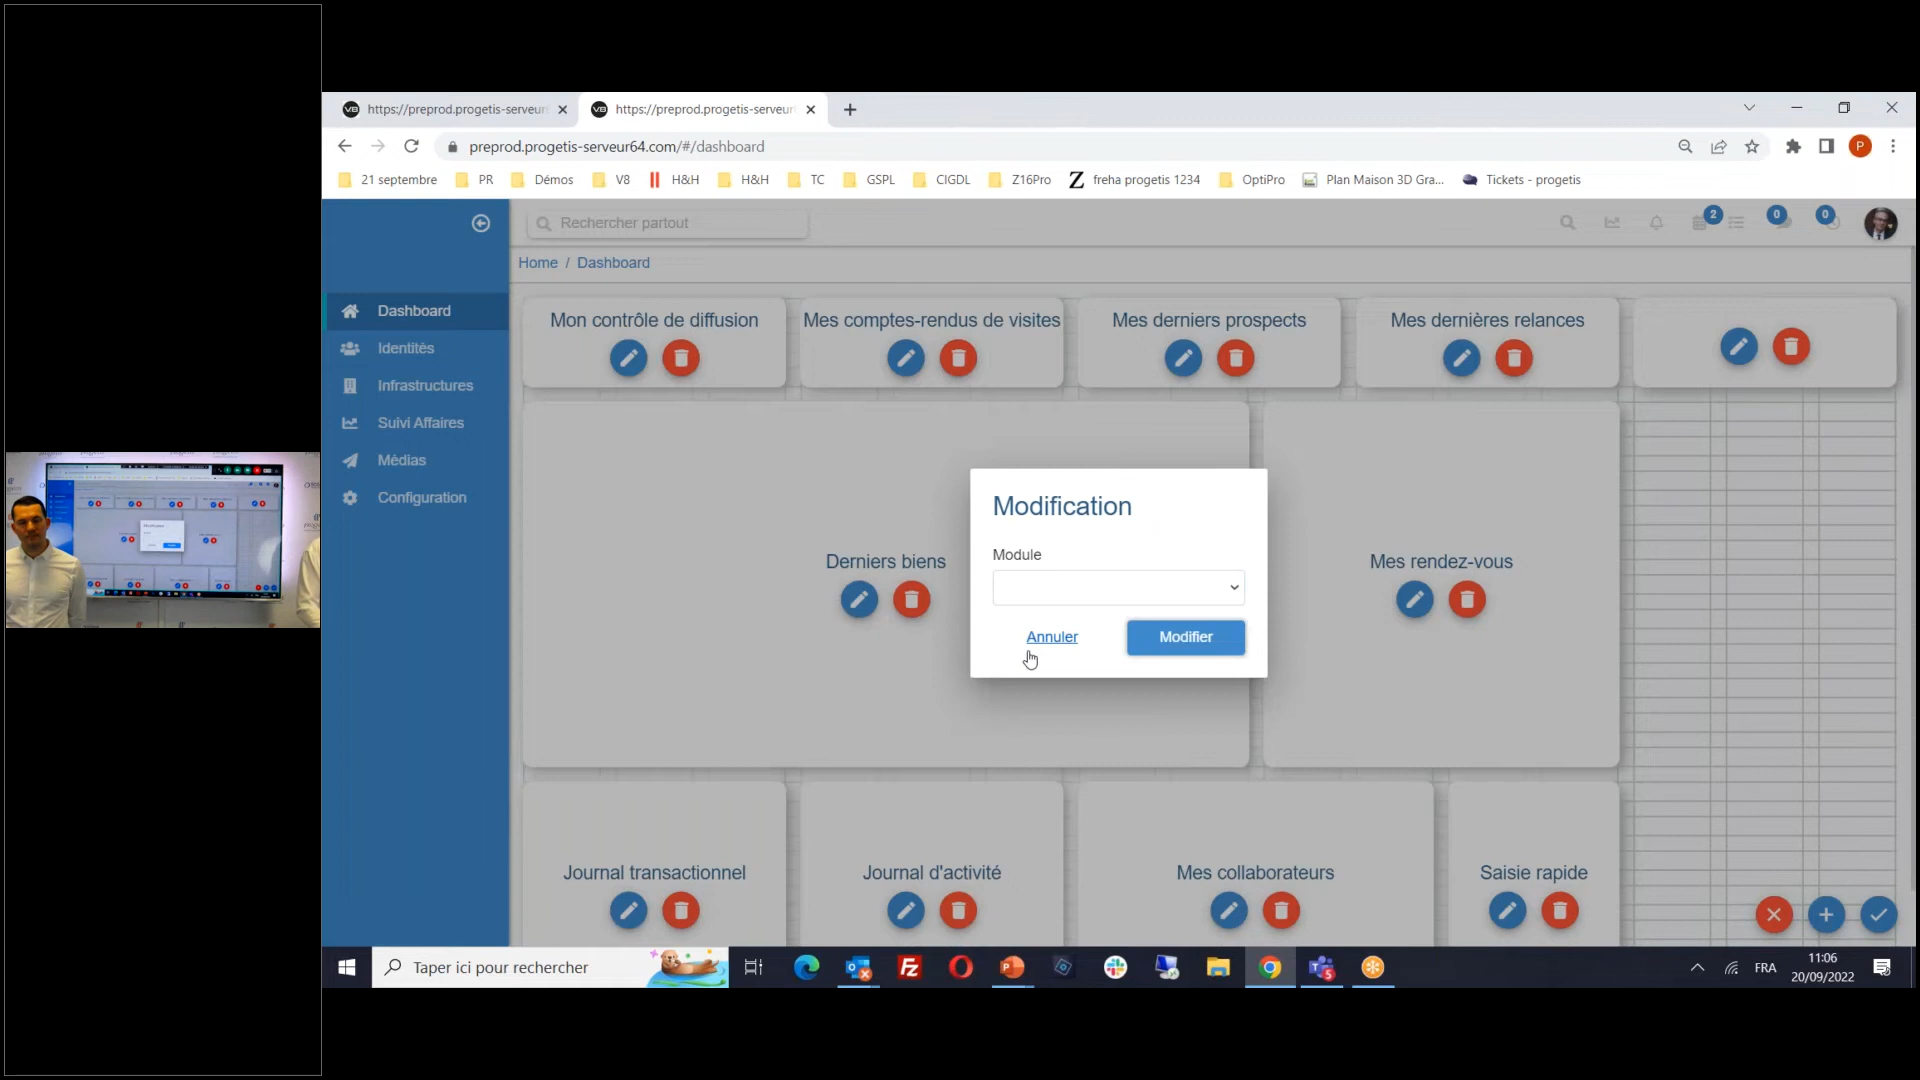 https://preprod.progetis-serveur
https://preprod.progetis-serveur
preprod.progetis-serveur64.com/#/dashboard
P
21 septembre
PR
Démos
V8
H&H
H&H
TC
GSPL
CIGDL
Z16Pro
freha progetis 1234
OptiPro
Plan Maison 3D Gra...
Tickets - progetis
Rechercher partout
2
0
0
Home / Dashboard
Dashboard
Identités
Infrastructures
Suivi Affaires
Médias
Configuration
Mon contrôle de diffusion
Mes comptes-rendus de visites
Mes derniers prospects
Mes dernières relances
Derniers biens
Mes rendez-vous
Modification
Module
Annuler
Modifier
Journal transactionnel
Journal d'activité
Mes collaborateurs
Saisie rapide
Taper ici pour rechercher
FRA
11:06
20/09/2022